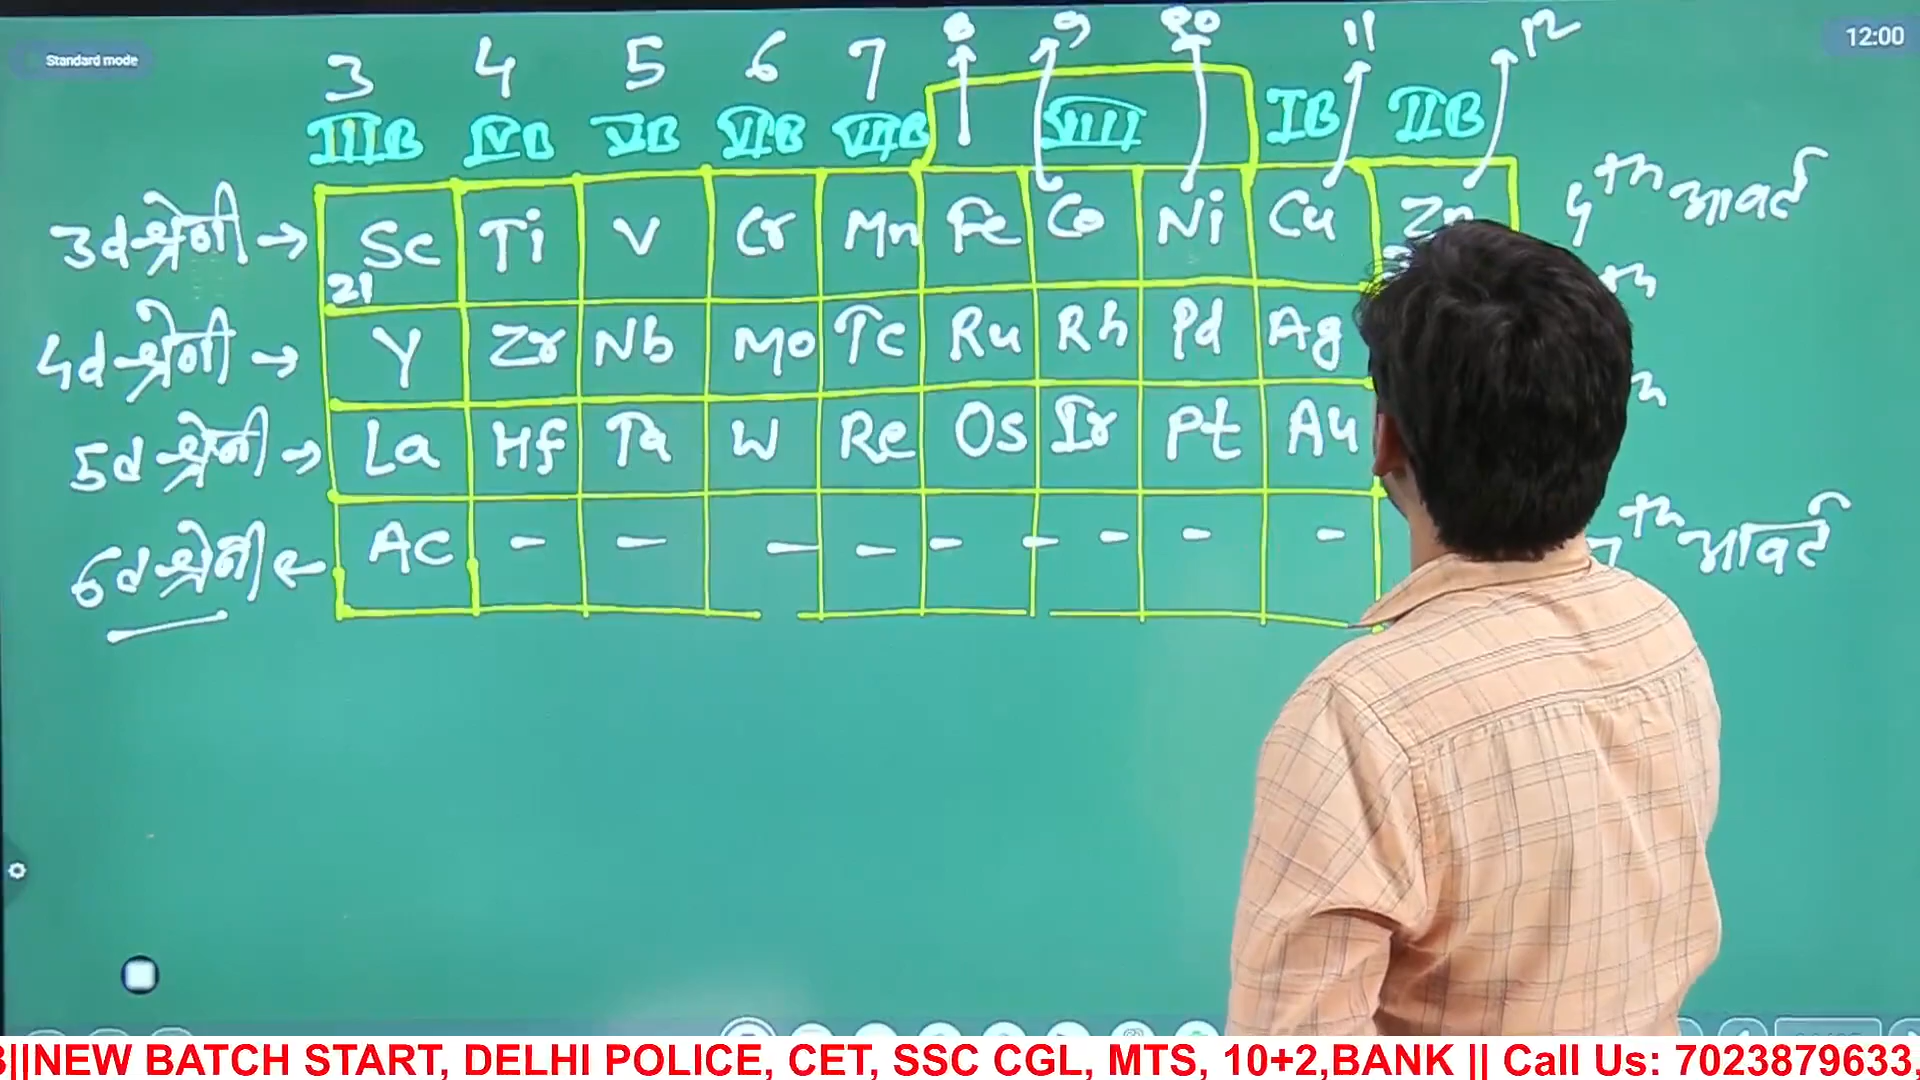 Standard mode
12:00
3 4 5 6 7 8 9 10 11 12
IIIB IVB VB VIB VIIB VIII IB IIB
3d श्रेणी → Sc Ti V Cr Mn Fe Co Ni Cu Zn 4th आवर्त
21
4d श्रेणी → Y Zr Nb Mo Tc Ru Rh Pd Ag th
5d श्रेणी → La Hf Ta W Re Os Ir Pt Au
6d श्रेणी ← Ac - - - - - - - - - 7th आवर्त
||NEW BATCH START, DELHI POLICE, CET, SSC CGL, MTS, 10+2,BANK || Call Us: 7023879633,